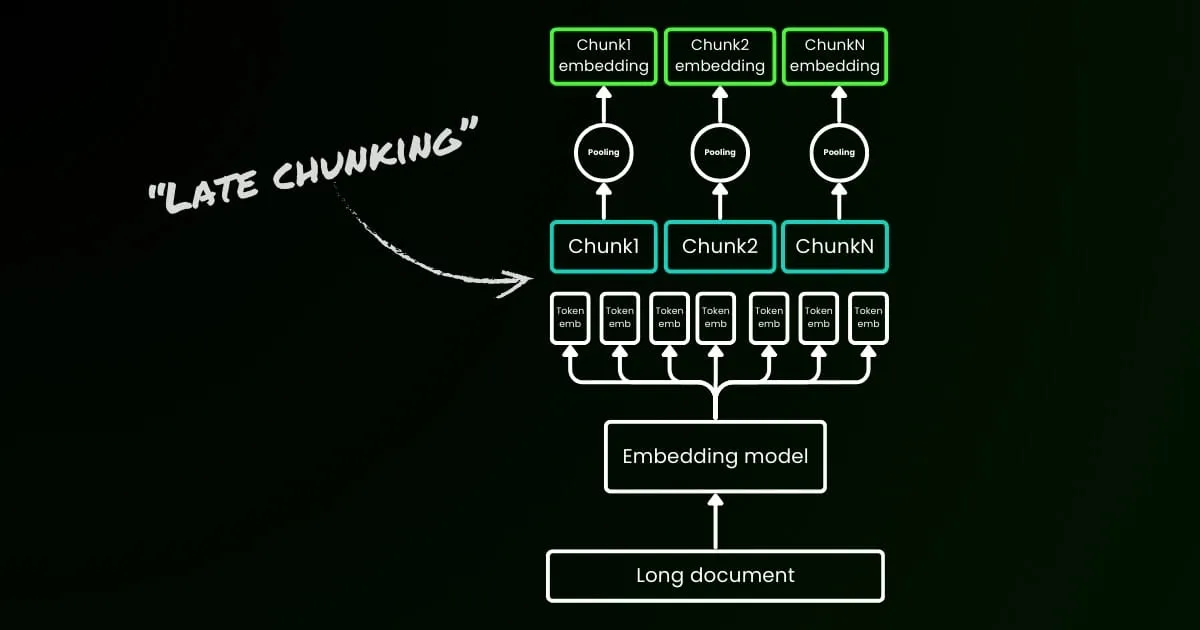 Chunk1
embedding
Chunk2
embedding
ChunkN
embedding
Pooling
Pooling
Pooling
“LATE CHUNKING”
Chunk1
Chunk2
ChunkN
Token
emb
Token
emb
Token
emb
Token
emb
Token
emb
Token
emb
Token
emb
Embedding model
Long document